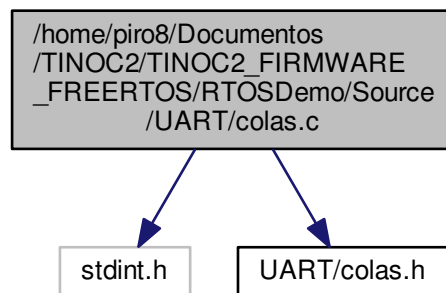 /home/piro8/Documentos
/TINOC2/TINOC2_FIRMWARE
_FREERTOS/RTOSDemo/Source
/UART/colas.c
stdint.h
UART/colas.h